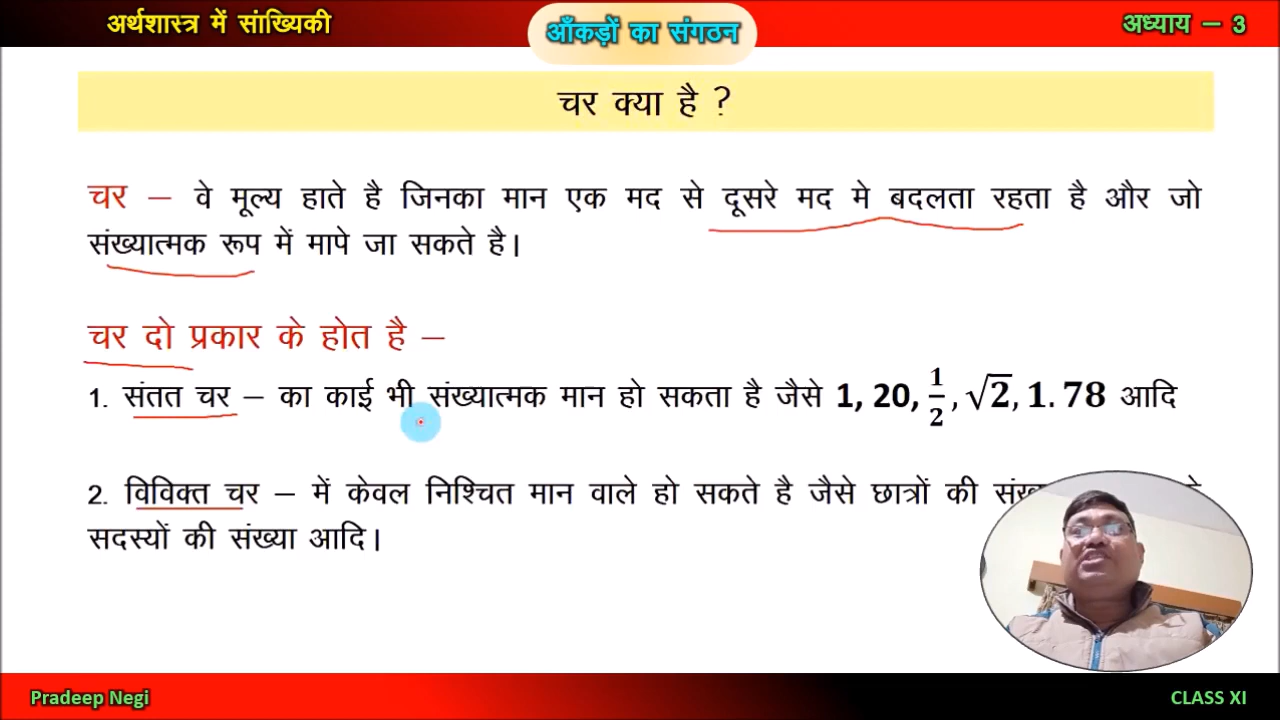 अर्थशास्त्र में सांख्यिकी
आँकड़ों का संगठन
अध्याय – 3
चर क्या है ?
चर – वे मूल्य हाते है जिनका मान एक मद से दूसरे मद मे बदलता रहता है और जो
संख्यात्मक रूप में मापे जा सकते है।
चर दो प्रकार के होत है –
1. संतत चर – का काई भी संख्यात्मक मान हो सकता है जैसे 1, 20, 1/2, √2, 1.78 आदि
2. विविक्त चर – में केवल निश्चित मान वाले हो सकते है जैसे छात्रों की
सदस्यों की संख्या आदि।
Pradeep Negi
CLASS XI